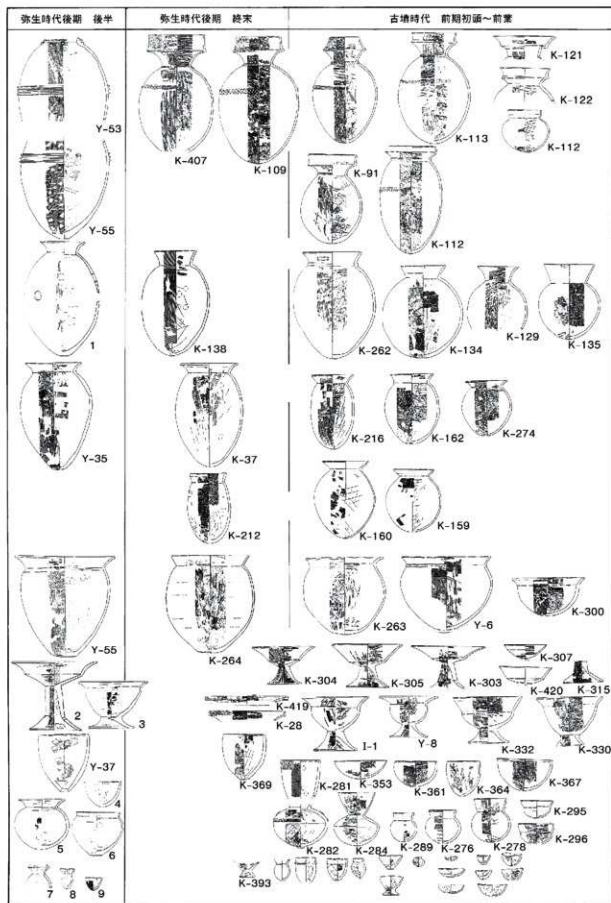 弥生時代後期 後半 弥生時代後期 終末 古墳時代 前期初頭~前葉
K-121
K-122
Y-53 K-407 K-109 K-113 K-112
K-91
Y-55 K-112
1 K-138 K-262 K-134 K-129 K-135
Y-35 K-37 K-216 K-162 K-274
K-212 K-160 K-159
Y-55 K-264 K-263 Y-6 K-300
K-304 K-305 K-303 K-307
K-420 K-315
2 3 K-419
K-28 I-1 Y-8 K-332 K-330
Y-37 K-369 K-281 K-353 K-361 K-364 K-367
4
5 6 K-282 K-284 K-289 K-276 K-278 K-295
K-296
7 8 9 K-393